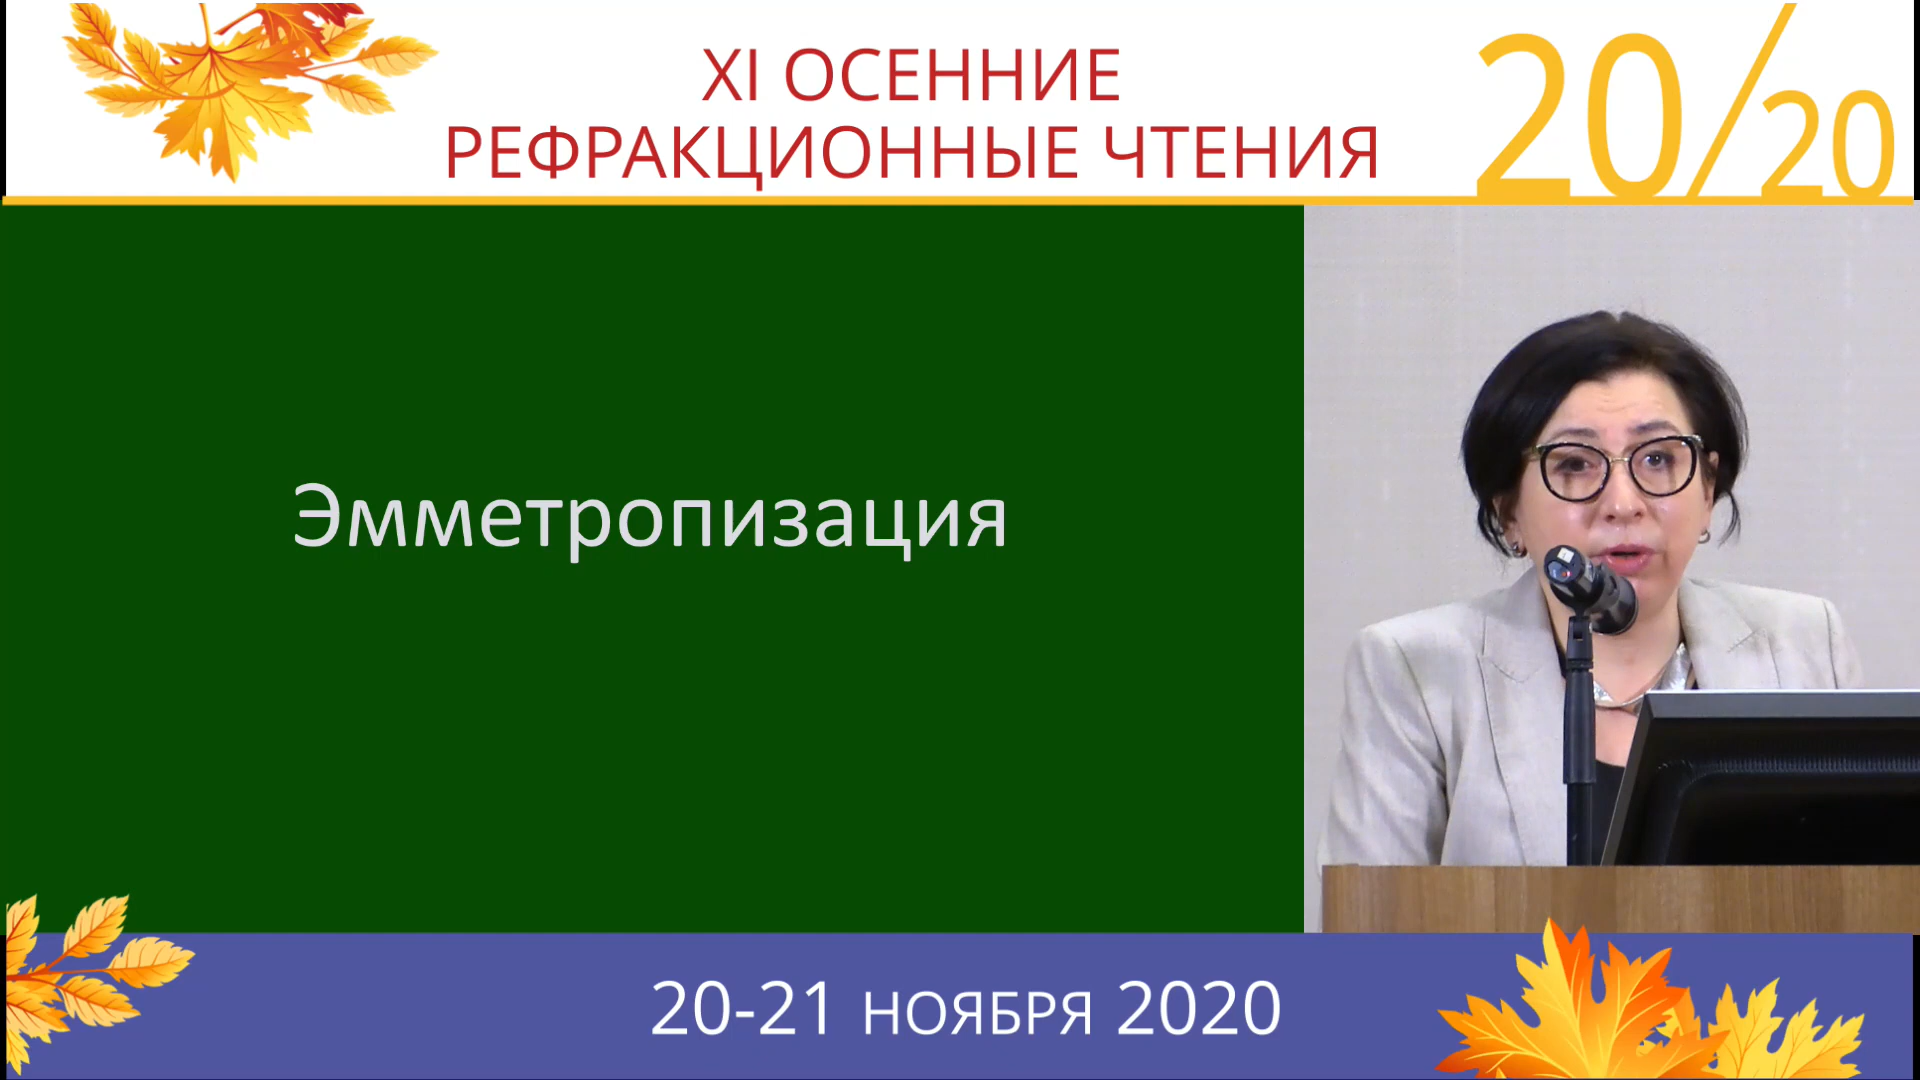 XI ОСЕННИЕ
РЕФРАКЦИОННЫЕ ЧТЕНИЯ
20/20
Эмметропизация
20-21 НОЯБРЯ 2020